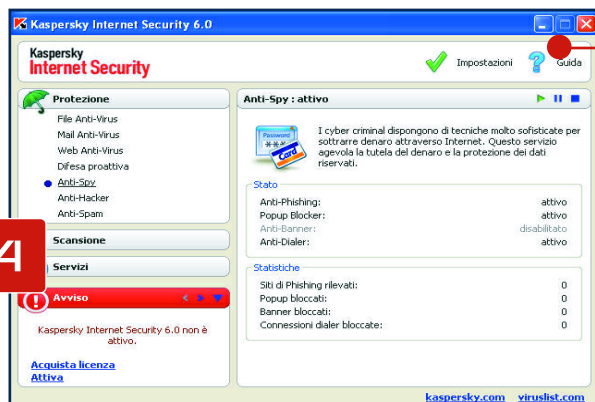 Kaspersky Internet Security 6.0
Kaspersky
Internet Security
Impostazioni
Guida
Protezione
File Anti-Virus
Mail Anti-Virus
Web Anti-Virus
Difesa proattiva
Anti-Spy
Anti-Hacker
Anti-Spam
Scansione
Servizi
4
Avviso
Kaspersky Internet Security 6.0 non è
attivo.
Acquista licenza
Attiva
Anti-Spy : attivo
Password
***
Card
I cyber criminal dispongono di tecniche molto sofisticate per
sottrarre denaro attraverso Internet. Questo servizio
agevola la tutela del denaro e la protezione dei dati
riservati.
Stato
Anti-Phishing: attivo
Popup Blocker: attivo
Anti-Banner: disabilitato
Anti-Dialer: attivo
Statistiche
Siti di Phishing rilevati: 0
Popup bloccati: 0
Banner bloccati: 0
Connessioni dialer bloccate: 0
kaspersky.com viruslist.com